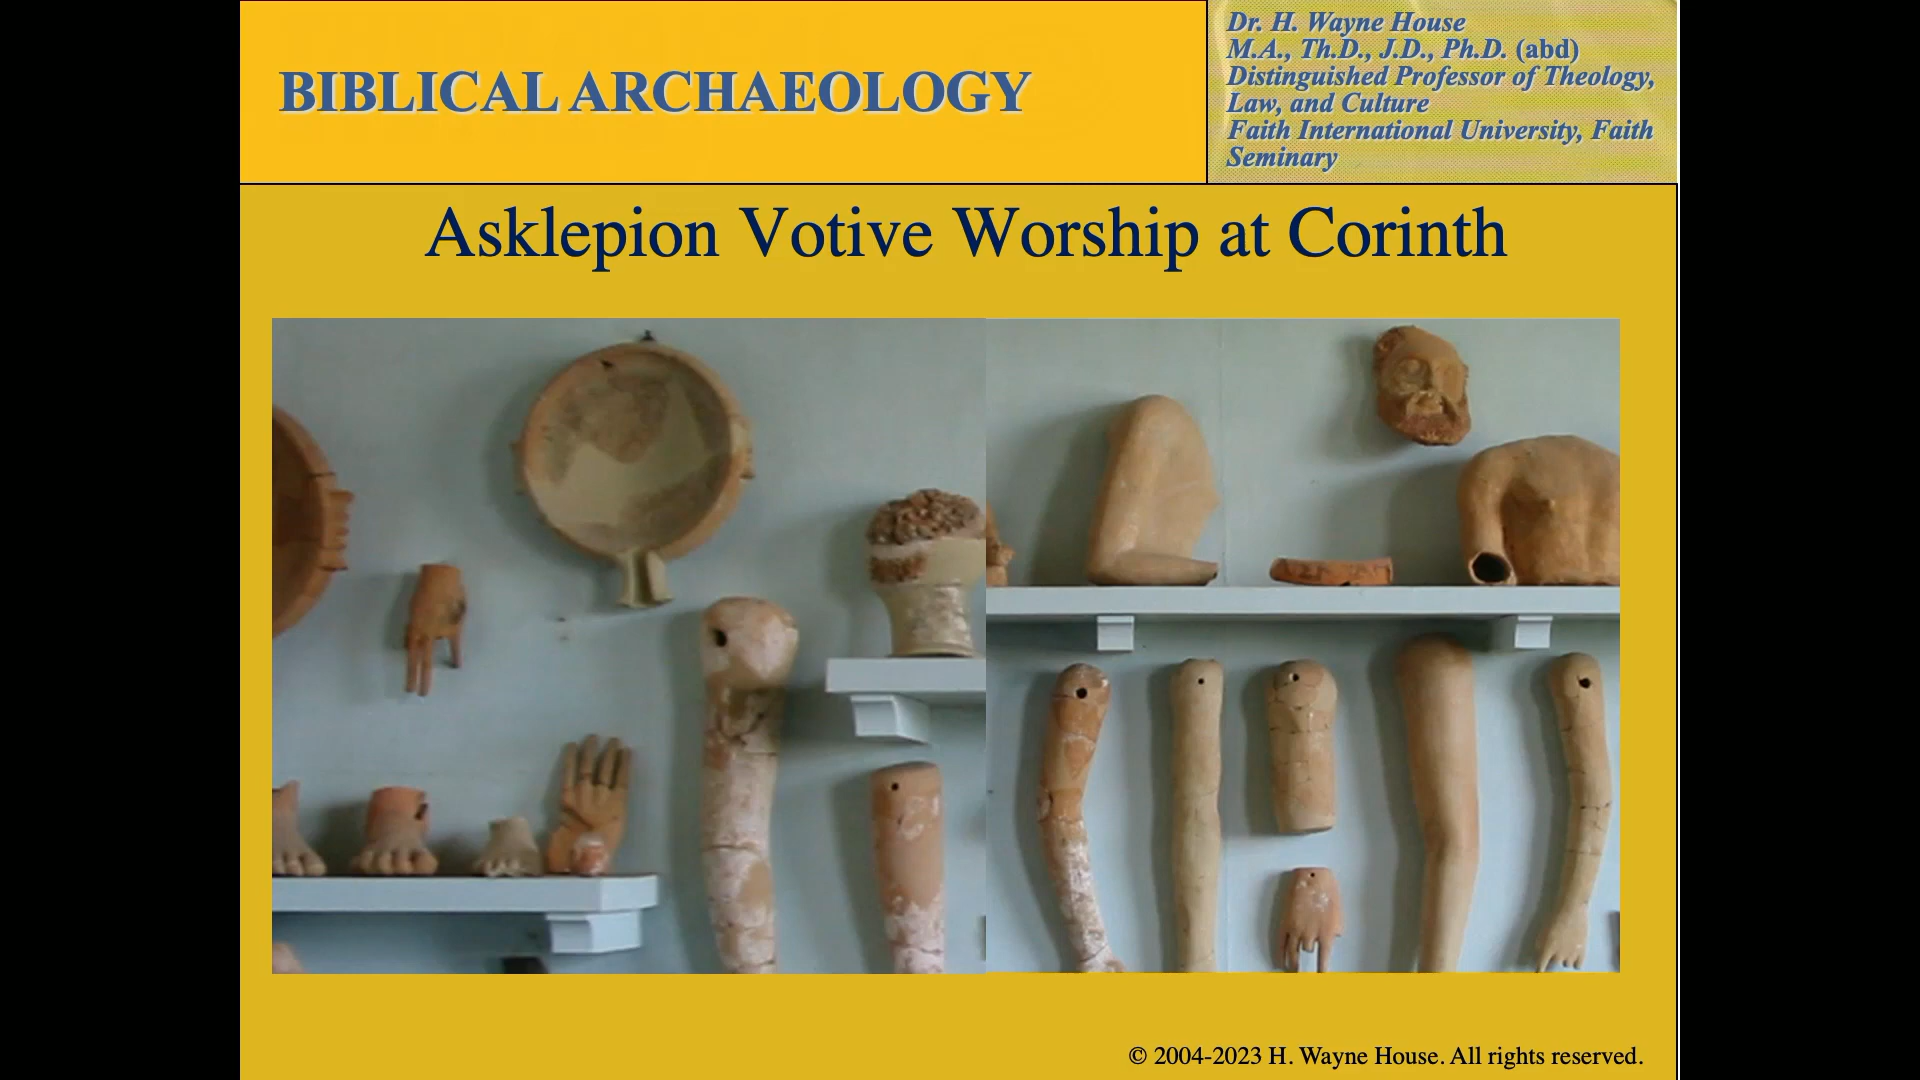 BIBLICAL ARCHAEOLOGY
Dr. H. Wayne House
M.A., Th.D., J.D., Ph.D. (abd)
Distinguished Professor of Theology,
Law, and Culture
Faith International University, Faith
Seminary
Asklepion Votive Worship at Corinth
© 2004-2023 H. Wayne House. All rights reserved.